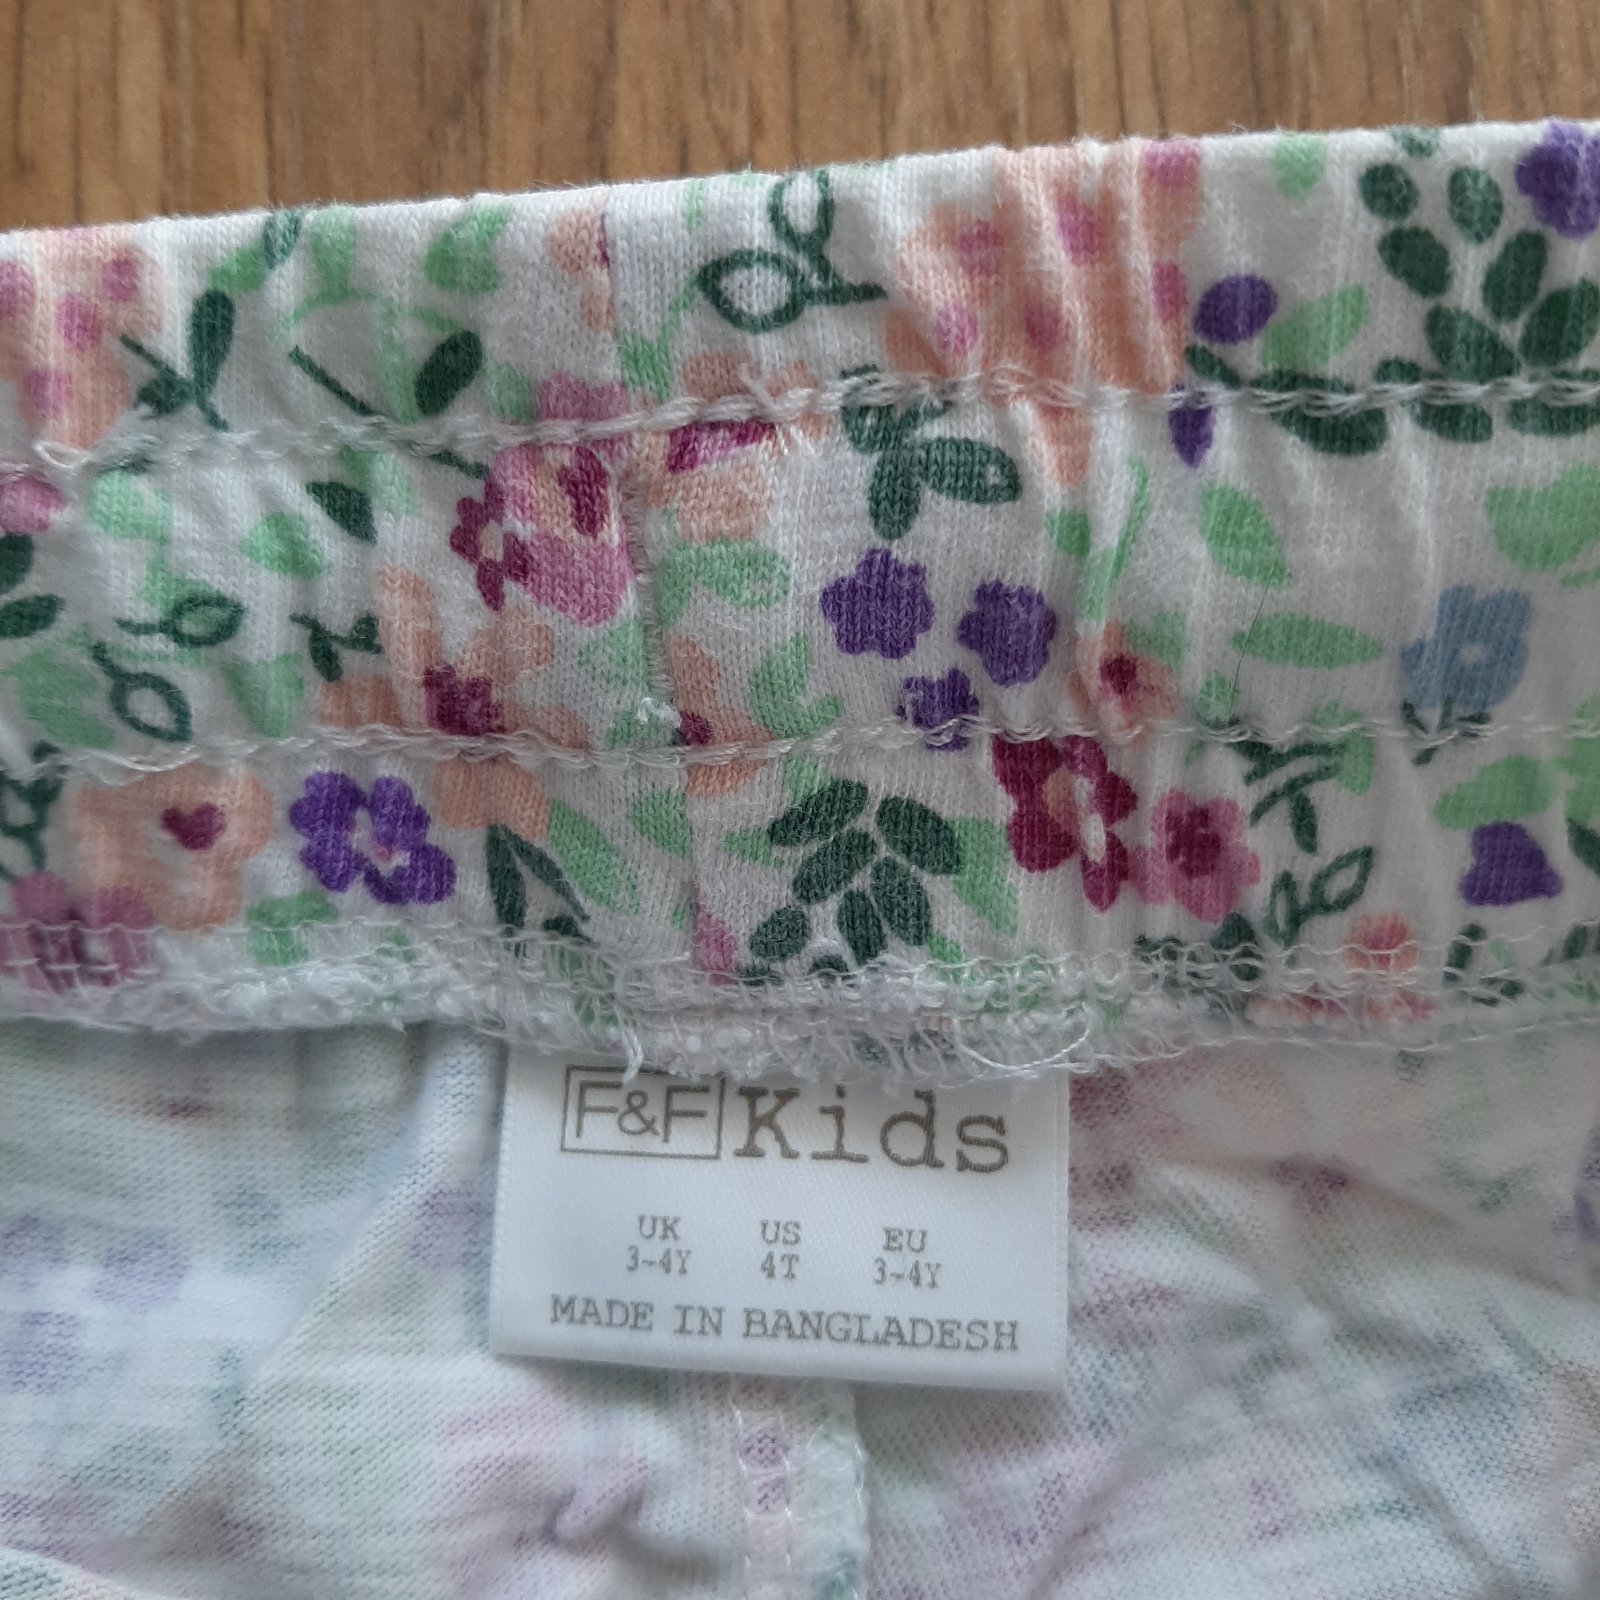 F&F Kids
UK US EU
3-4Y 4T 3-4Y
MADE IN BANGLADESH